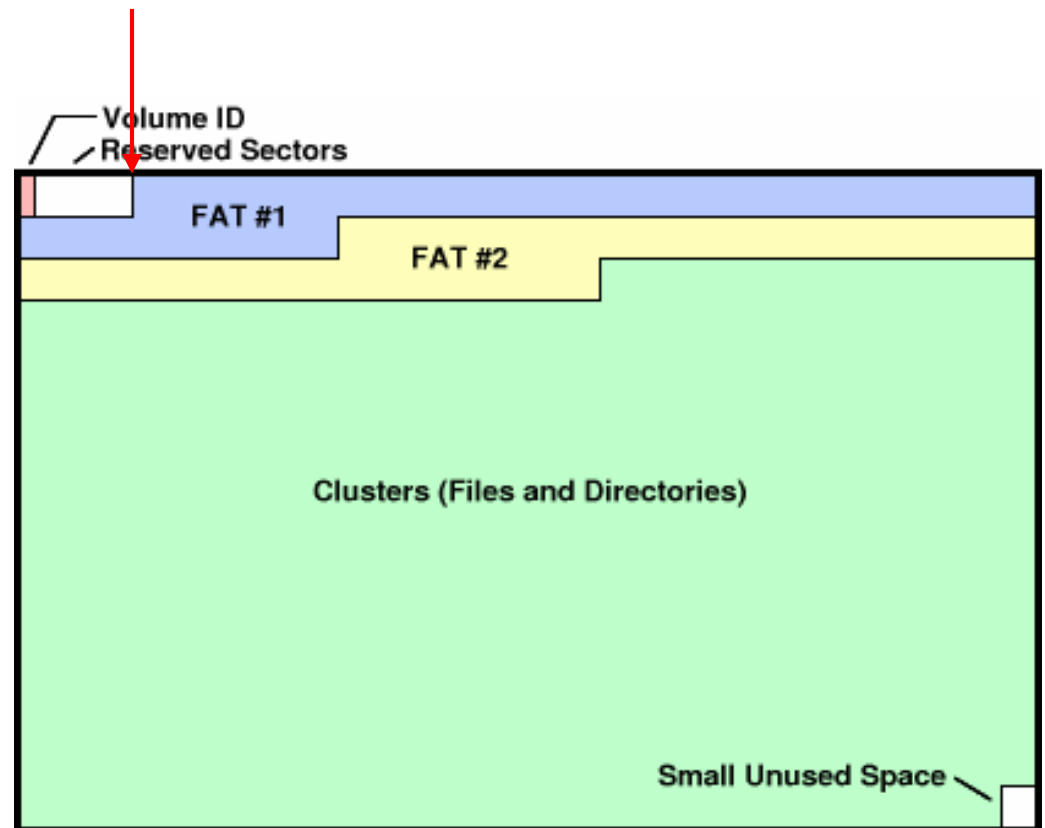 Volume ID
Reserved Sectors
FAT #1
FAT #2
Clusters (Files and Directories)
Small Unused Space